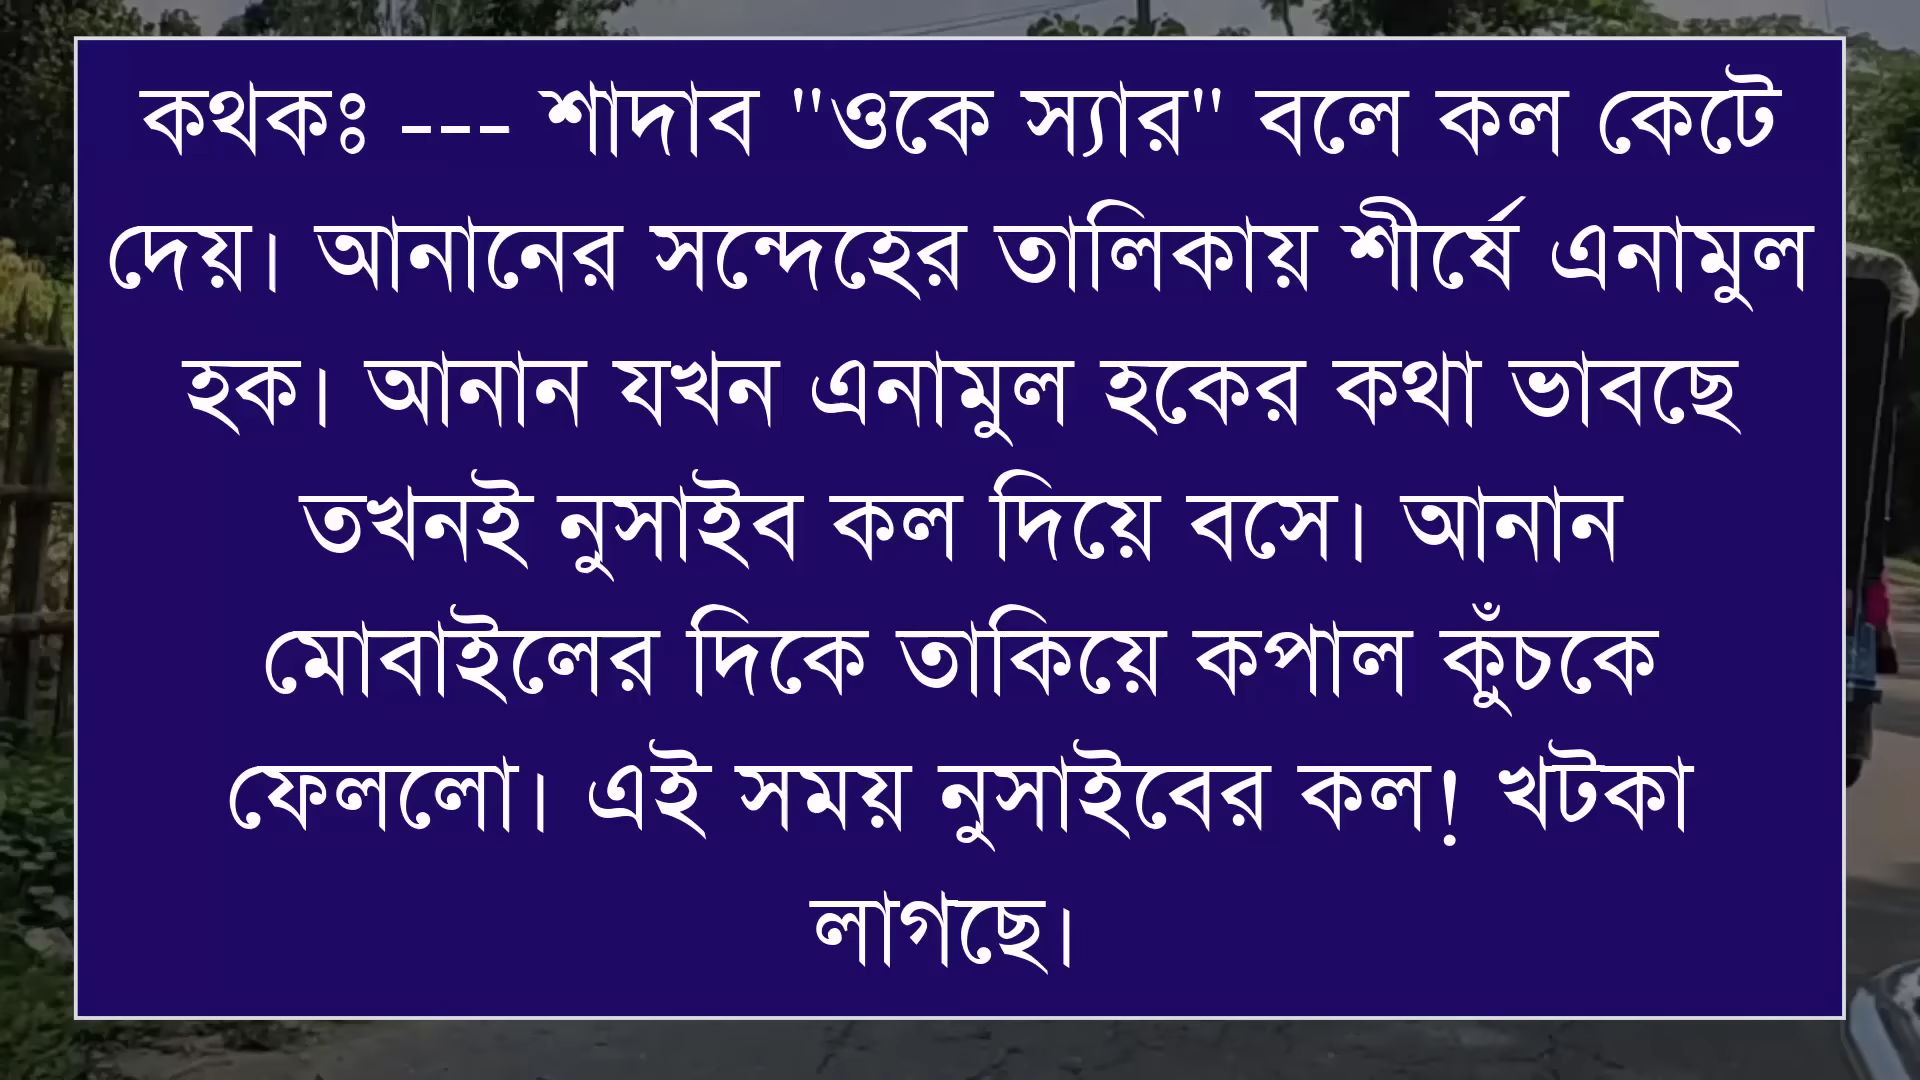 কথকঃ --- শাদাব "ওকে স্যার" বলে কল কেটে
দেয়। আনানের সন্দেহের তালিকায় শীর্ষে এনামুল
হক। আনান যখন এনামুল হকের কথা ভাবছে
তখনই নুসাইব কল দিয়ে বসে। আনান
মোবাইলের দিকে তাকিয়ে কপাল কুঁচকে
ফেললো। এই সময় নুসাইবের কল! খটকা
লাগছে।